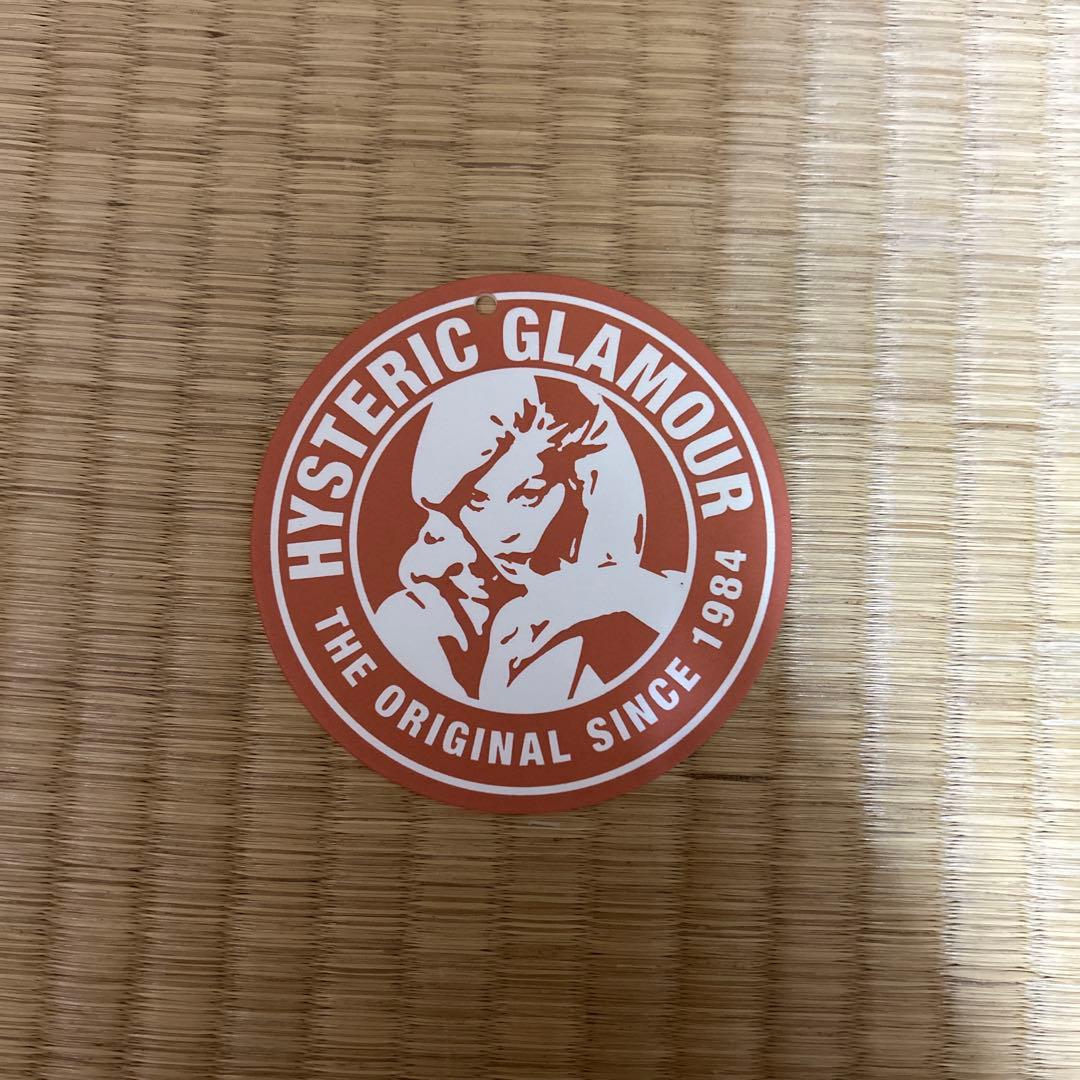 HYSTERIC GLAMOUR
THE ORIGINAL SINCE 1984